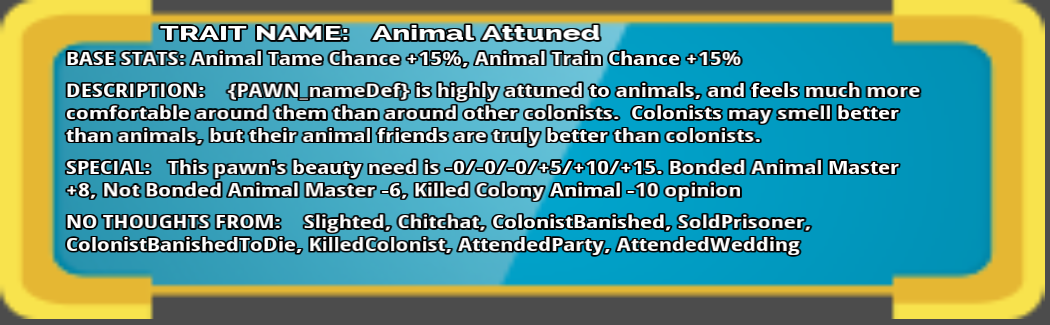 TRAIT NAME: Animal Attuned
BASE STATS: Animal Tame Chance +15%, Animal Train Chance +15%
DESCRIPTION: {PAWN_nameDef} is highly attuned to animals, and feels much more
comfortable around them than around other colonists. Colonists may smell better
than animals, but their animal friends are truly better than colonists.
SPECIAL: This pawn's beauty need is -0/-0/-0/+5/+10/+15. Bonded Animal Master
+8, Not Bonded Animal Master -6, Killed Colony Animal -10 opinion
NO THOUGHTS FROM: Slighted, Chitchat, ColonistBanished, SoldPrisoner,
ColonistBanishedToDie, KilledColonist, AttendedParty, AttendedWedding